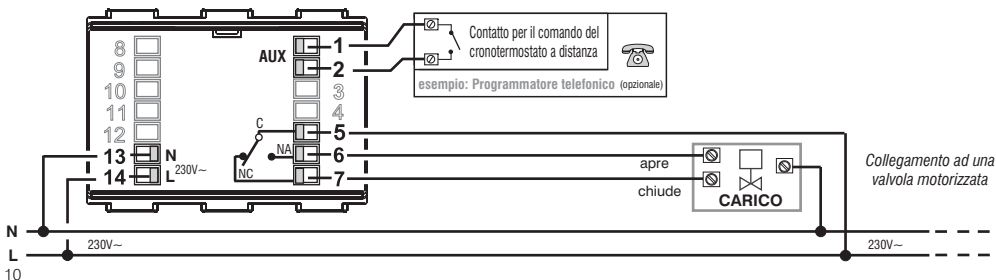 8
9
10
11
12
13 N
14 L 230V~
AUX
1
2
3
4
5
6
7
C
NA
NC
Contatto per il comando del
cronotermostato a distanza
esempio: Programmatore telefonico (opzionale)
apre
chiude
CARICO
Collegamento ad una
valvola motorizzata
N
L
230V~
230V~
10